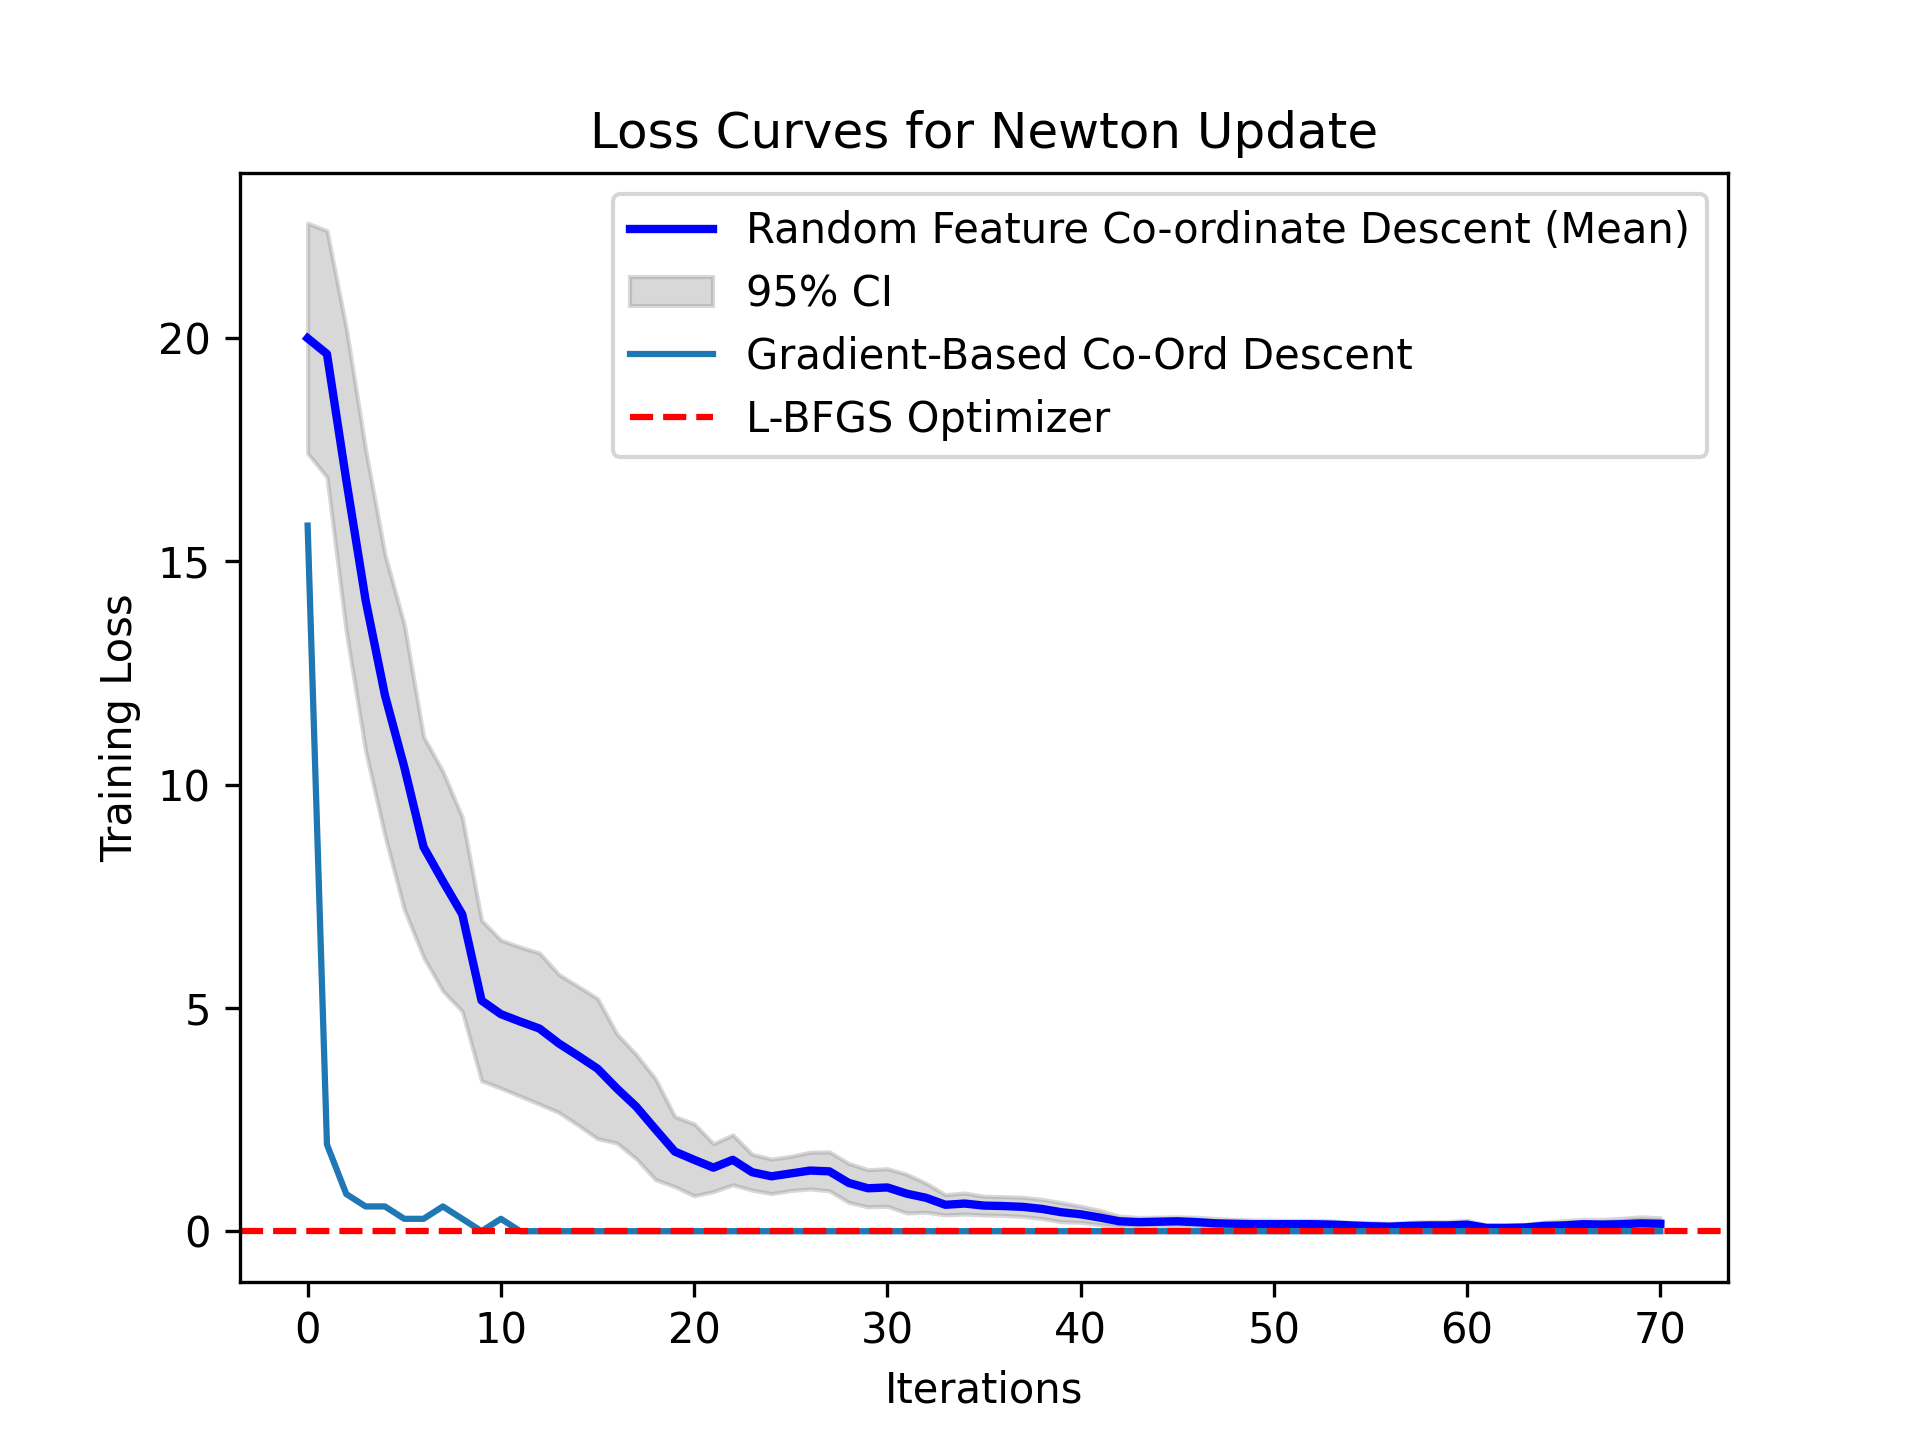 Loss Curves for Newton Update
Random Feature Co-ordinate Descent (Mean)
95% CI
Gradient-Based Co-Ord Descent
L-BFGS Optimizer
Training Loss
20
15
10
5
0
0 10 20 30 40 50 60 70
Iterations